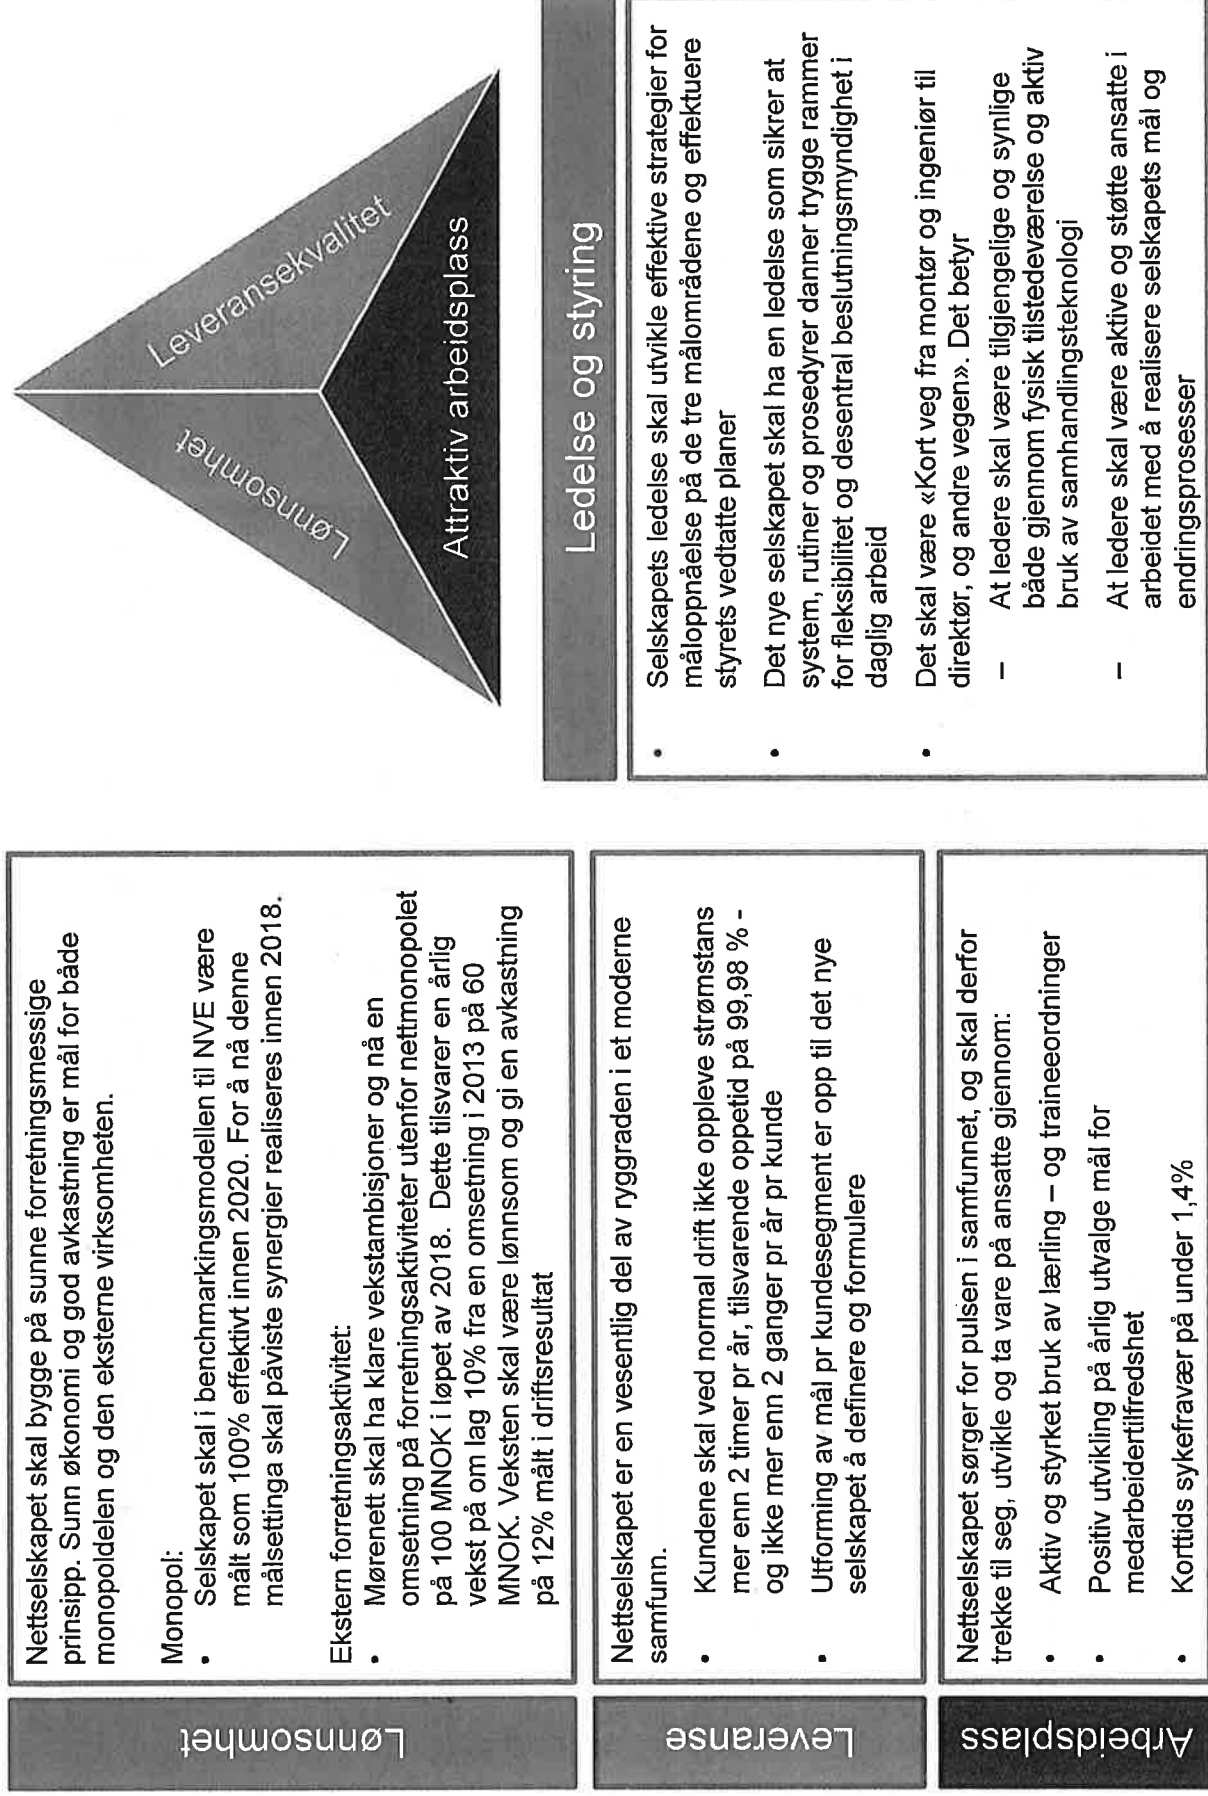 Lønnsomhet
Nettselskapet skal bygge på sunne forretningsmessige
prinsipp. Sunn økonomi og god avkastning er mål for både
monopoldelen og den eksterne virksomheten.
Monopol:
• Selskapet skal i benchmarkingsmodellen til NVE være
målt som 100% effektivt innen 2020. For å nå denne
målsettinga skal påviste synergier realiseres innen 2018.
Ekstern forretningsaktivitet:
• Mørenett skal ha klare vekstambisjoner og nå en
omsetning på forretningsaktiviteter utenfor nettmonopolet
på 100 MNOK i løpet av 2018. Dette tilsvarer en årlig
vekst på om lag 10% fra en omsetning i 2013 på 60
MNOK. Veksten skal være lønnsom og gi en avkastning
på 12% målt i driftsresultat
Leveranse
Nettselskapet er en vesentlig del av ryggraden i et moderne
samfunn.
• Kundene skal ved normal drift ikke oppleve strømstans
mer enn 2 timer pr år, tilsvarende oppetid på 99,98 % -
og ikke mer enn 2 ganger pr år pr kunde
• Utforming av mål pr kundesegment er opp til det nye
selskapet å definere og formulere
Arbeidsplass
Nettselskapet sørger for pulsen i samfunnet, og skal derfor
trekke til seg, utvikle og ta vare på ansatte gjennom:
• Aktiv og styrket bruk av lærling – og traineeordninger
• Positiv utvikling på årlig utvalge mål for
medarbeidertilfredshet
• Korttids sykefravær på under 1,4%
Lønnsomhet
Leveransekvalitet
Attraktiv arbeidsplass
Ledelse og styring
• Selskapets ledelse skal utvikle effektive strategier for
måloppnåelse på de tre målområdene og effektuere
styrets vedtatte planer
• Det nye selskapet skal ha en ledelse som sikrer at
system, rutiner og prosedyrer danner trygge rammer
for fleksibilitet og desentral beslutningsmyndighet i
daglig arbeid
• Det skal være «Kort veg fra montør og ingeniør til
direktør, og andre vegen». Det betyr
– At ledere skal være tilgjengelige og synlige
både gjennom fysisk tilstedeværelse og aktiv
bruk av samhandlingsteknologi
– At ledere skal være aktive og støtte ansatte i
arbeidet med å realisere selskapets mål og
endringsprosesser